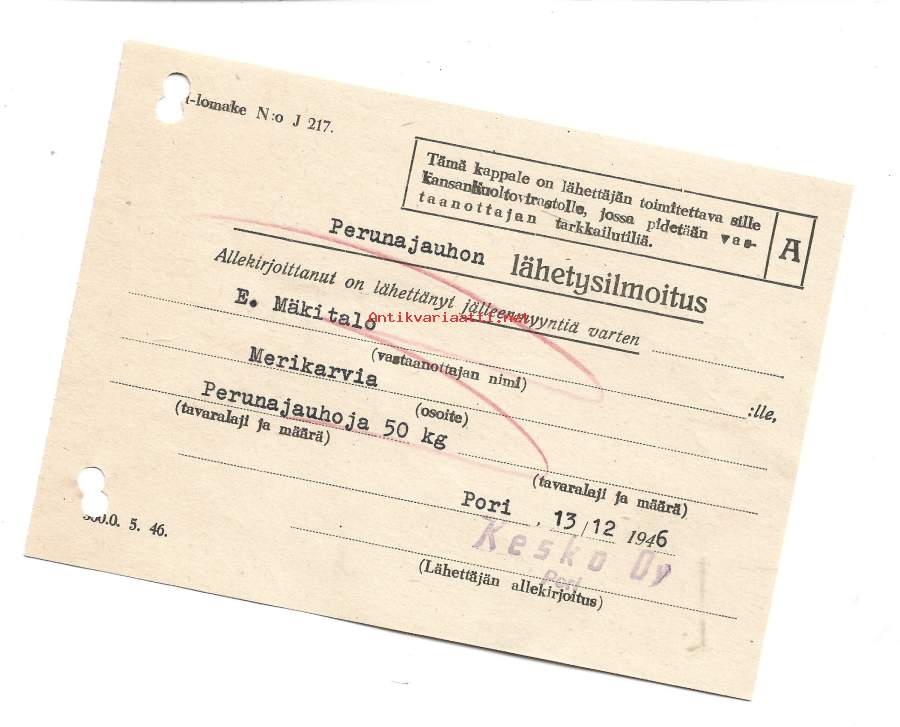 -lomake N:o J 217.
Tämä kappale on lähettäjän toimitettava sille
kansanhuoltovirastolle, jossa pidetään vas-
taanottajan tarkkailutiliä.
A
Perunajauhon lähetysilmoitus
Allekirjoittanut on lähettänyt jälleenmyyntiä varten
E. Mäkitalo
Antikvariaatti.net
(vastaanottajan nimi)
:lle,
Merikarvia
(osoite)
Perunajauhoja 50 kg
(tavaralaji ja määrä)
(tavaralaji ja määrä)
Pori , 13/12 1946
Kesko Oy
Pori
(Lähettäjän allekirjoitus)
5. 46.